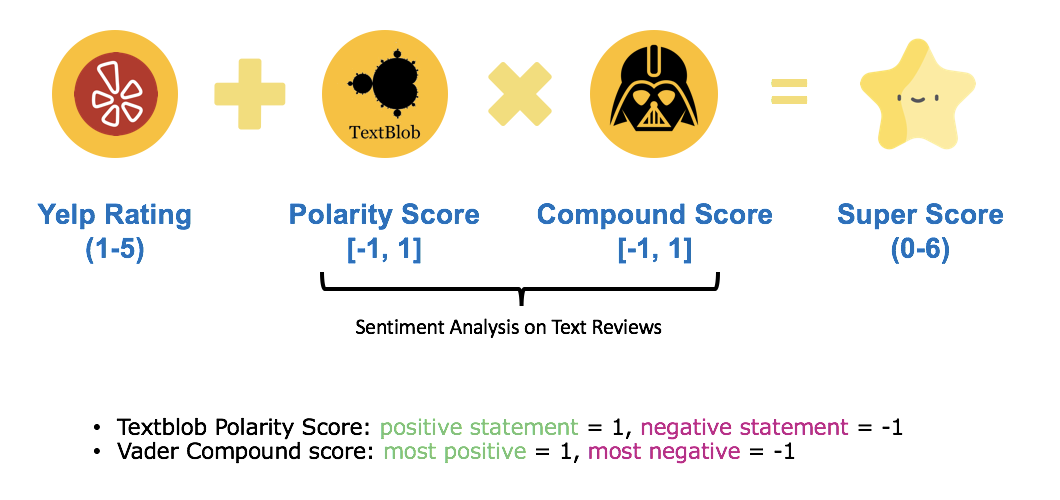 TextBlob
Yelp Rating
(1-5)
Polarity Score
[-1, 1]
Compound Score
[-1, 1]
Super Score
(0-6)
Sentiment Analysis on Text Reviews
• Textblob Polarity Score: positive statement = 1, negative statement = -1
• Vader Compound score: most positive = 1, most negative = -1